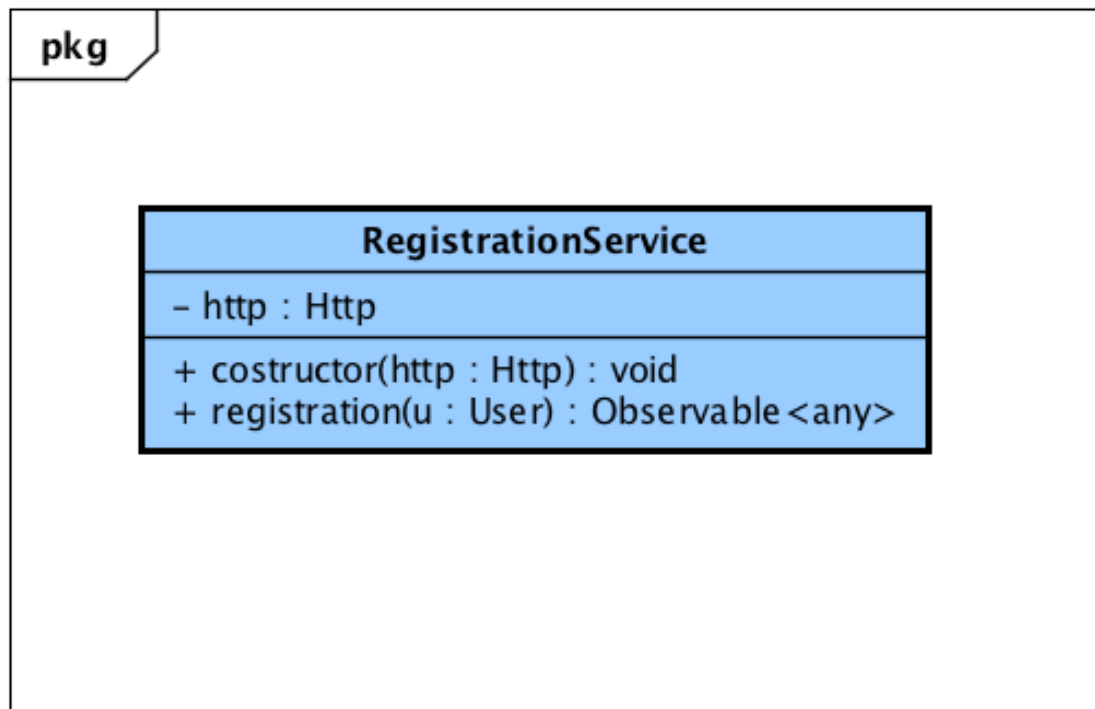 pkg
RegistrationService
– http : Http
+ costructor(http : Http) : void
+ registration(u : User) : Observable<any>